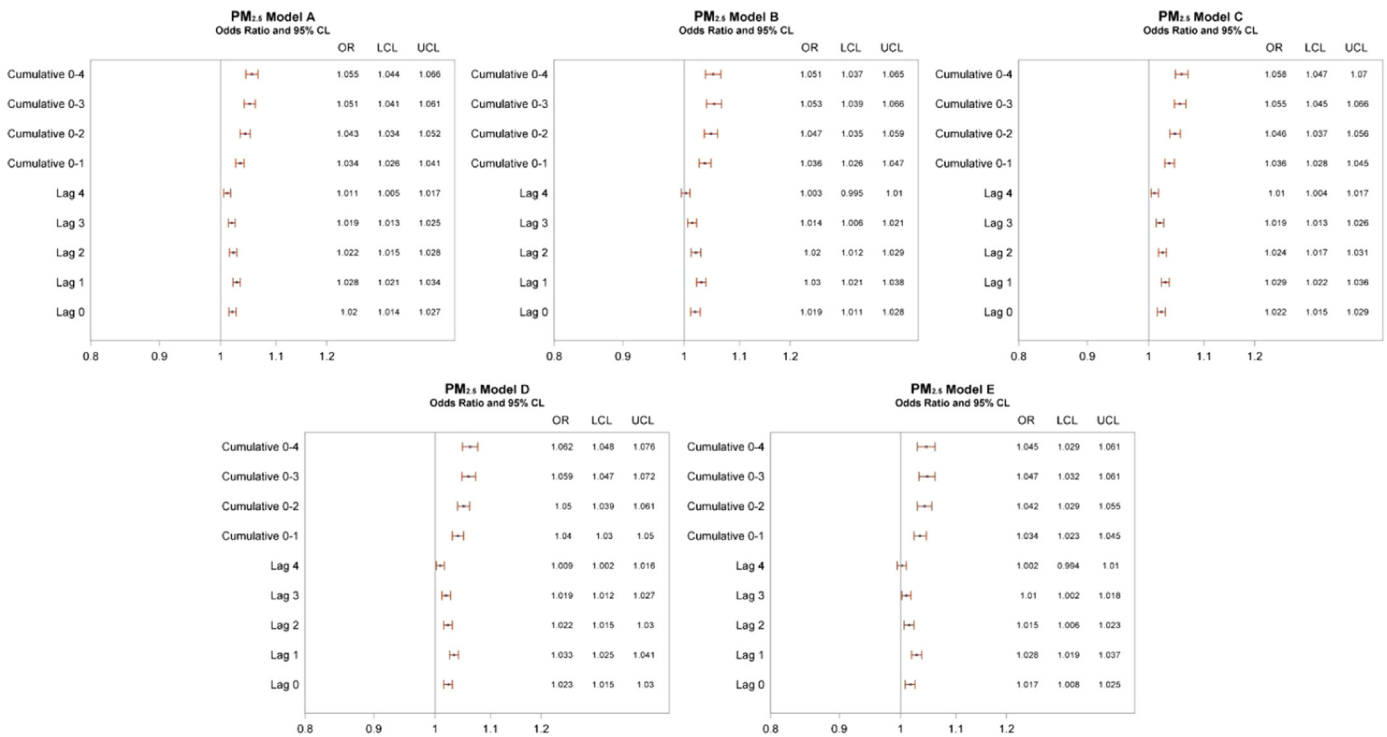 PM2.5 Model A
Odds Ratio and 95% CL
OR LCL UCL
Cumulative 0-4 1.055 1.044 1.066
Cumulative 0-3 1.051 1.041 1.061
Cumulative 0-2 1.043 1.034 1.052
Cumulative 0-1 1.034 1.026 1.041
Lag 4 1.011 1.005 1.017
Lag 3 1.019 1.013 1.025
Lag 2 1.022 1.015 1.028
Lag 1 1.028 1.021 1.034
Lag 0 1.02 1.014 1.027
0.8 0.9 1 1.1 1.2
PM2.5 Model B
Odds Ratio and 95% CL
OR LCL UCL
Cumulative 0-4 1.051 1.037 1.065
Cumulative 0-3 1.053 1.039 1.066
Cumulative 0-2 1.047 1.035 1.059
Cumulative 0-1 1.036 1.026 1.047
Lag 4 1.003 0.995 1.01
Lag 3 1.014 1.006 1.021
Lag 2 1.02 1.012 1.029
Lag 1 1.03 1.021 1.038
Lag 0 1.019 1.011 1.028
0.8 0.9 1 1.1 1.2
PM2.5 Model C
Odds Ratio and 95% CL
OR LCL UCL
Cumulative 0-4 1.058 1.047 1.07
Cumulative 0-3 1.055 1.045 1.066
Cumulative 0-2 1.046 1.037 1.056
Cumulative 0-1 1.036 1.028 1.045
Lag 4 1.01 1.004 1.017
Lag 3 1.019 1.013 1.026
Lag 2 1.024 1.017 1.031
Lag 1 1.029 1.022 1.036
Lag 0 1.022 1.015 1.029
0.8 0.9 1 1.1 1.2
PM2.5 Model D
Odds Ratio and 95% CL
OR LCL UCL
Cumulative 0-4 1.062 1.048 1.076
Cumulative 0-3 1.059 1.047 1.072
Cumulative 0-2 1.05 1.039 1.061
Cumulative 0-1 1.04 1.03 1.05
Lag 4 1.009 1.002 1.016
Lag 3 1.019 1.012 1.027
Lag 2 1.022 1.015 1.03
Lag 1 1.033 1.025 1.041
Lag 0 1.023 1.015 1.03
0.8 0.9 1 1.1 1.2
PM2.5 Model E
Odds Ratio and 95% CL
OR LCL UCL
Cumulative 0-4 1.045 1.029 1.061
Cumulative 0-3 1.047 1.032 1.061
Cumulative 0-2 1.042 1.029 1.055
Cumulative 0-1 1.034 1.023 1.045
Lag 4 1.002 0.994 1.01
Lag 3 1.01 1.002 1.018
Lag 2 1.015 1.006 1.023
Lag 1 1.028 1.019 1.037
Lag 0 1.017 1.008 1.025
0.8 0.9 1 1.1 1.2